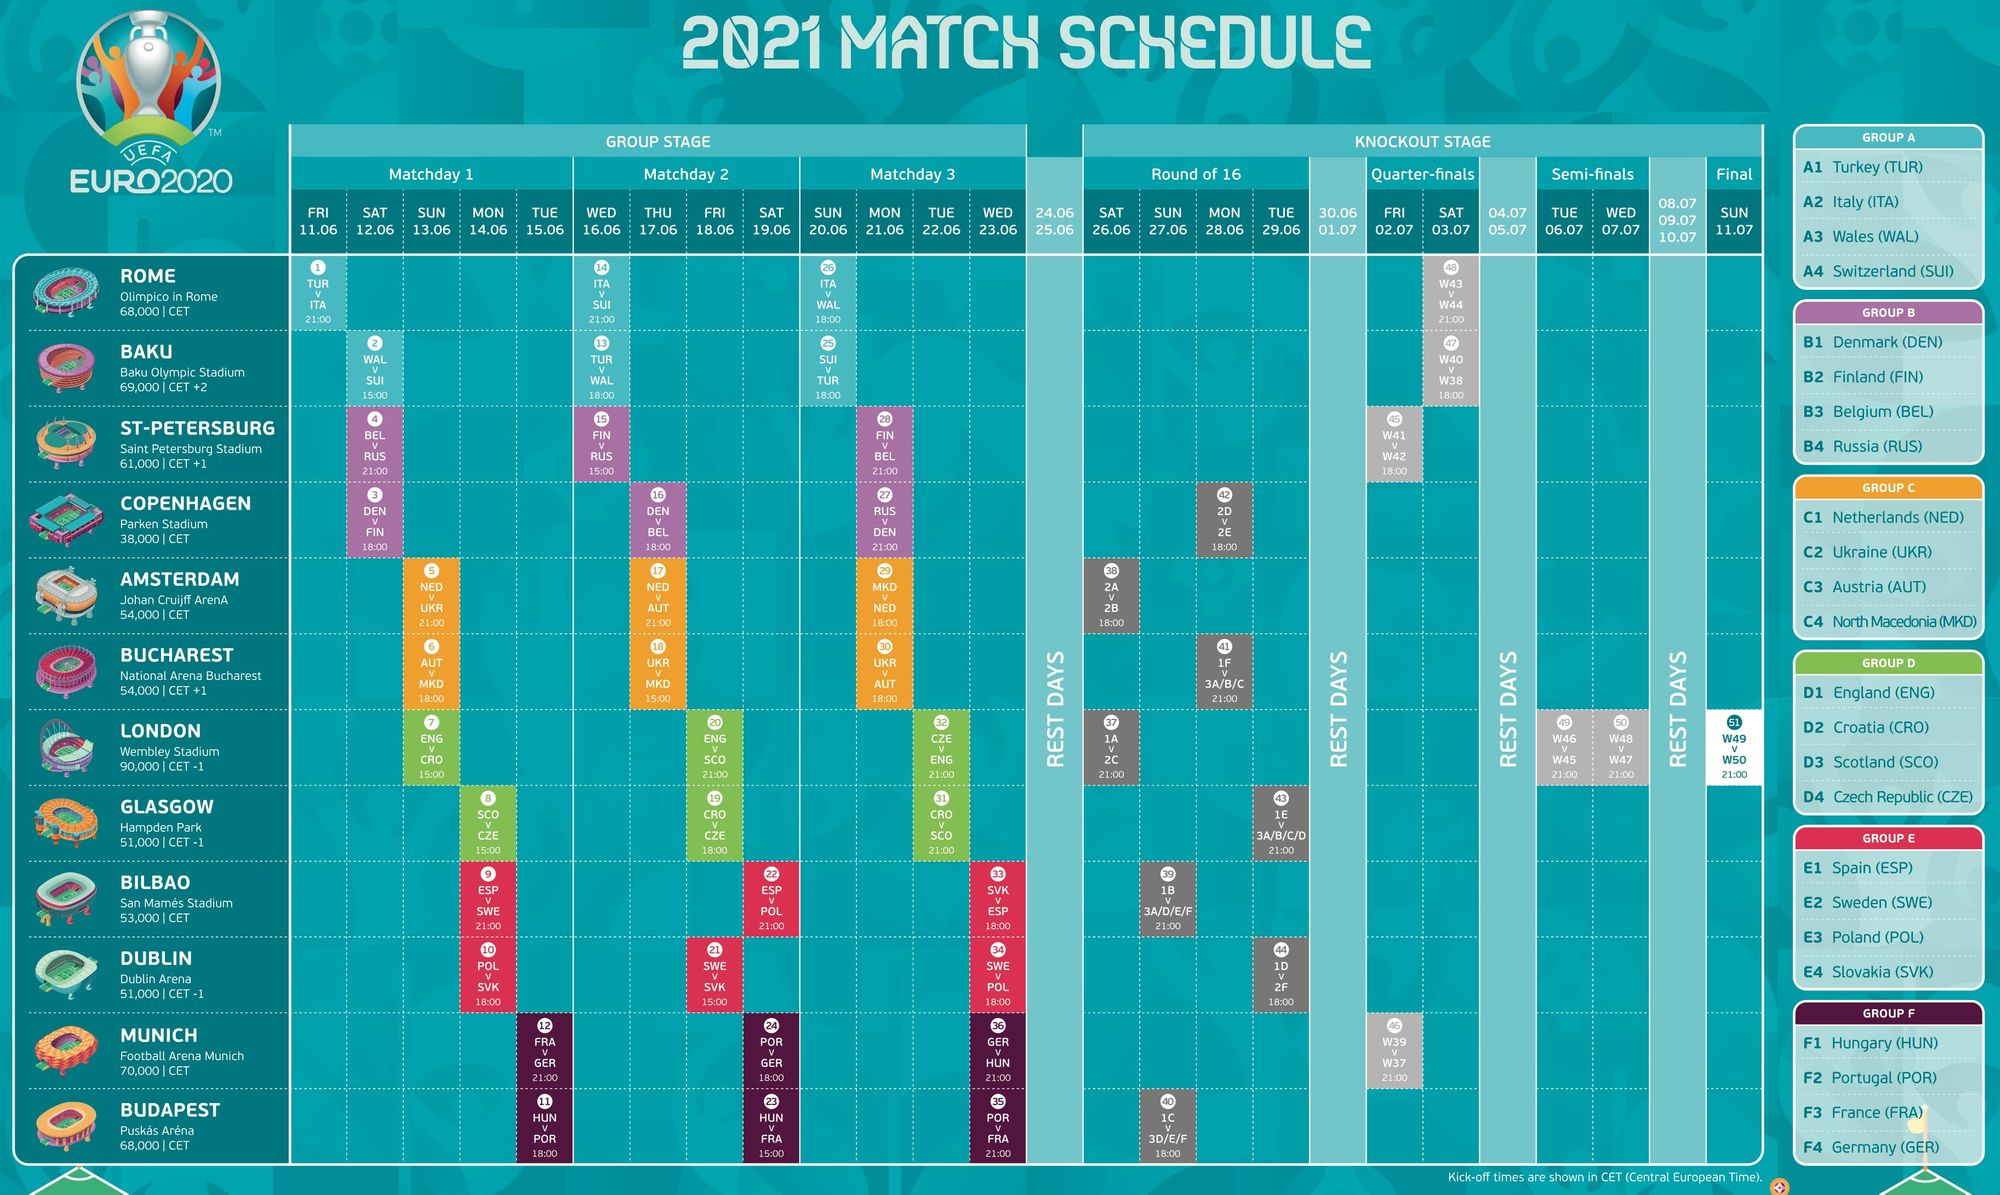 2021 MATCH SCHEDULE
TM
UEFA
EURO2020
GROUP STAGE
KNOCKOUT STAGE
Matchday 1
Matchday 2
Matchday 3
Round of 16
Quarter-finals
Semi-finals
Final
FRI 11.06
SAT 12.06
SUN 13.06
MON 14.06
TUE 15.06
WED 16.06
THU 17.06
FRI 18.06
SAT 19.06
SUN 20.06
MON 21.06
TUE 22.06
WED 23.06
24.06 25.06
SAT 26.06
SUN 27.06
MON 28.06
TUE 29.06
30.06 01.07
FRI 02.07
SAT 03.07
04.07 05.07
TUE 06.07
WED 07.07
08.07 09.07 10.07
SUN 11.07
ROME
Olimpico in Rome
68,000 | CET
1 TUR v ITA 21:00
14 ITA v SUI 21:00
26 ITA v WAL 18:00
48 W43 v W44 21:00
BAKU
Baku Olympic Stadium
69,000 | CET +2
2 WAL v SUI 15:00
13 TUR v WAL 18:00
25 SUI v TUR 18:00
47 W40 v W38 18:00
ST-PETERSBURG
Saint Petersburg Stadium
61,000 | CET +1
4 BEL v RUS 21:00
15 FIN v RUS 15:00
28 FIN v BEL 21:00
45 W41 v W42 18:00
COPENHAGEN
Parken Stadium
38,000 | CET
3 DEN v FIN 18:00
16 DEN v BEL 18:00
27 RUS v DEN 21:00
42 2D v 2E 18:00
AMSTERDAM
Johan Cruijff ArenA
54,000 | CET
5 NED v UKR 21:00
17 NED v AUT 21:00
29 MKD v NED 18:00
38 2A v 2B 18:00
BUCHAREST
National Arena Bucharest
54,000 | CET +1
6 AUT v MKD 18:00
18 UKR v MKD 15:00
30 UKR v AUT 18:00
41 1F v 3A/B/C 21:00
LONDON
Wembley Stadium
90,000 | CET -1
7 ENG v CRO 15:00
20 ENG v SCO 21:00
32 CZE v ENG 21:00
37 1A v 2C 21:00
49 W46 v W45 21:00
50 W48 v W47 21:00
51 W49 v W50 21:00
GLASGOW
Hampden Park
51,000 | CET -1
8 SCO v CZE 15:00
19 CRO v CZE 18:00
31 CRO v SCO 21:00
43 1E v 3A/B/C/D 21:00
BILBAO
San Mamés Stadium
53,000 | CET
9 ESP v SWE 21:00
22 ESP v POL 21:00
33 SVK v ESP 18:00
39 1B v 3A/D/E/F 21:00
DUBLIN
Dublin Arena
51,000 | CET -1
10 POL v SVK 18:00
21 SWE v SVK 15:00
34 SWE v POL 18:00
44 1D v 2F 18:00
MUNICH
Football Arena Munich
70,000 | CET
12 FRA v GER 21:00
24 POR v GER 18:00
36 GER v HUN 21:00
46 W39 v W37 21:00
BUDAPEST
Puskás Aréna
68,000 | CET
11 HUN v POR 18:00
23 HUN v FRA 15:00
35 POR v FRA 21:00
40 1C v 3D/E/F 18:00
REST DAYS
REST DAYS
REST DAYS
REST DAYS
GROUP A
A1 Turkey (TUR)
A2 Italy (ITA)
A3 Wales (WAL)
A4 Switzerland (SUI)
GROUP B
B1 Denmark (DEN)
B2 Finland (FIN)
B3 Belgium (BEL)
B4 Russia (RUS)
GROUP C
C1 Netherlands (NED)
C2 Ukraine (UKR)
C3 Austria (AUT)
C4 North Macedonia (MKD)
GROUP D
D1 England (ENG)
D2 Croatia (CRO)
D3 Scotland (SCO)
D4 Czech Republic (CZE)
GROUP E
E1 Spain (ESP)
E2 Sweden (SWE)
E3 Poland (POL)
E4 Slovakia (SVK)
GROUP F
F1 Hungary (HUN)
F2 Portugal (POR)
F3 France (FRA)
F4 Germany (GER)
Kick-off times are shown in CET (Central European Time).